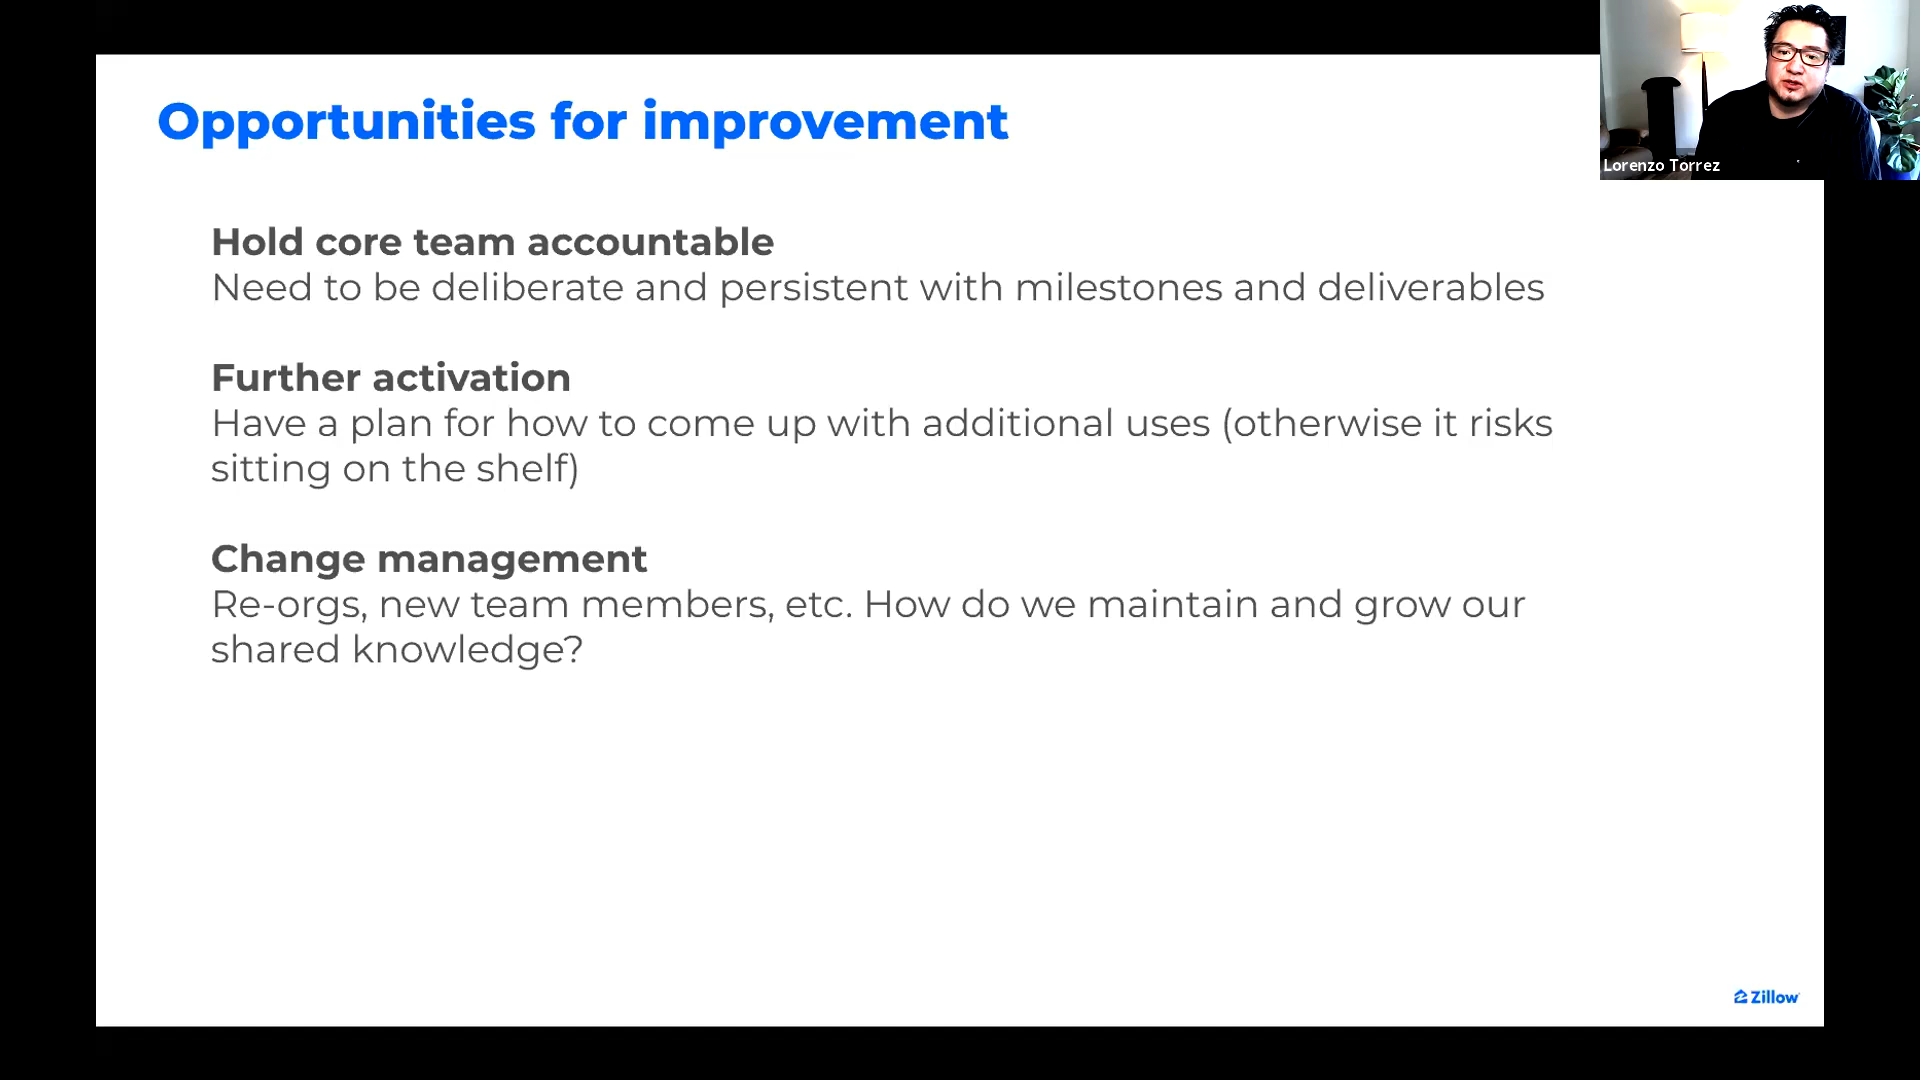 Opportunities for improvement
Lorenzo Torrez
Hold core team accountable
Need to be deliberate and persistent with milestones and deliverables
Further activation
Have a plan for how to come up with additional uses (otherwise it risks
sitting on the shelf)
Change management
Re-orgs, new team members, etc. How do we maintain and grow our
shared knowledge?
Zillow